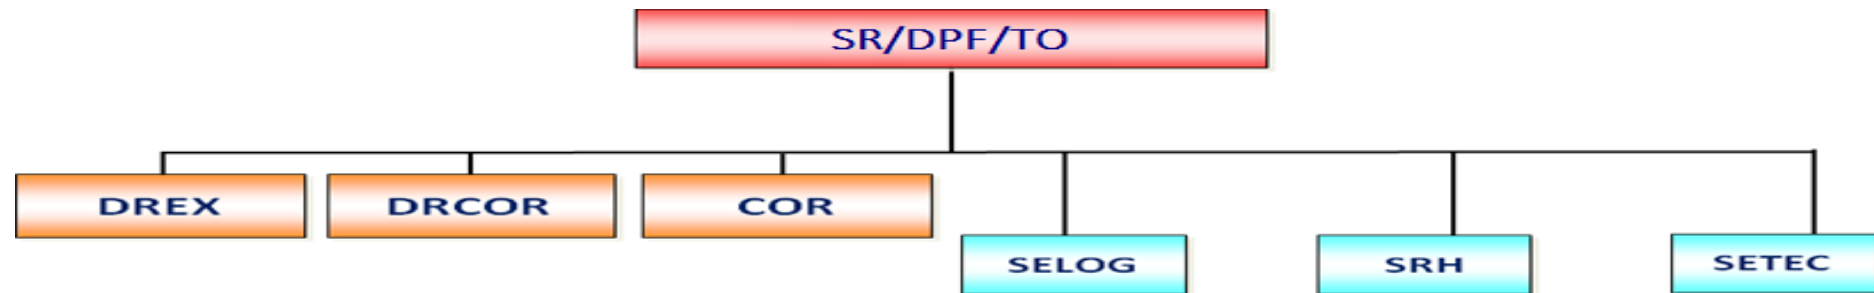 SR/DPF/TO
DREX
DRCOR
COR
SELOG
SRH
SETEC